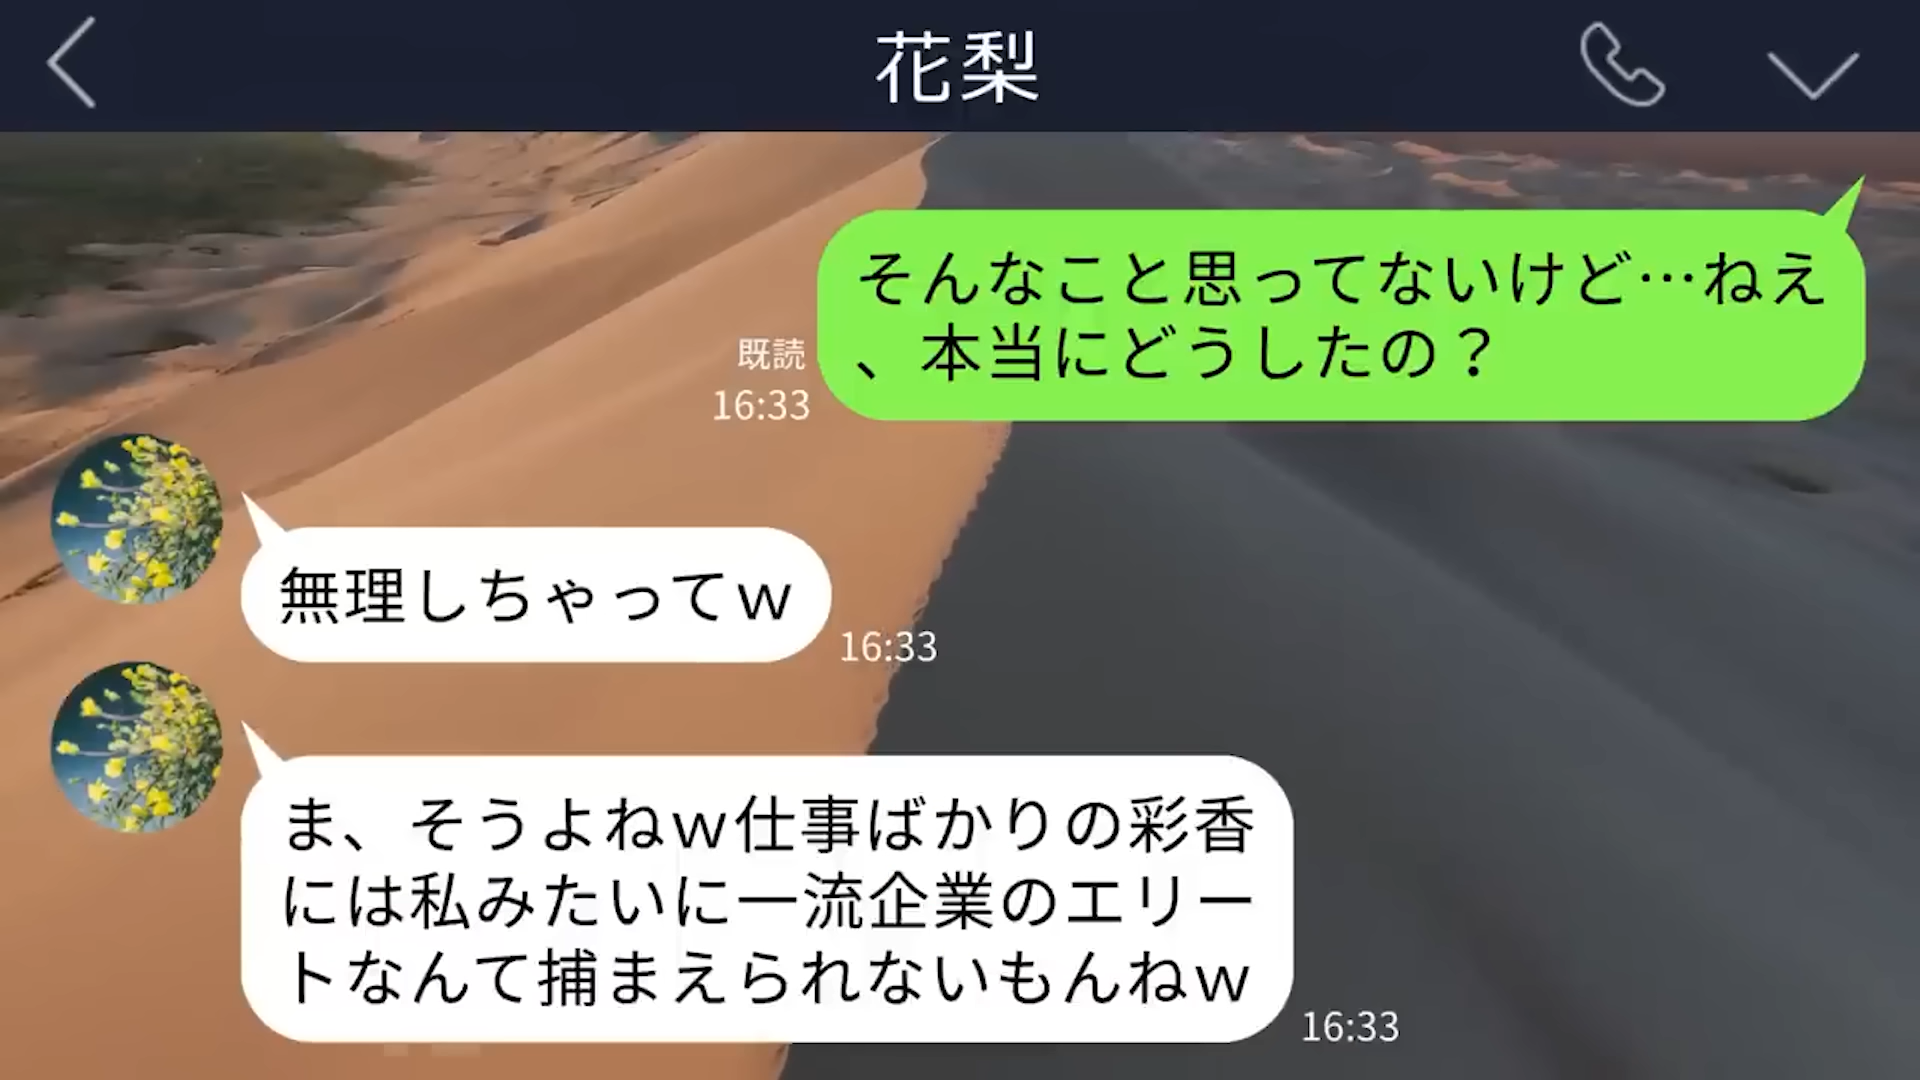 花梨
そんなこと思ってないけど…ねえ
、本当にどうしたの？
既読
16:33
無理しちゃってｗ
16:33
ま、そうよねｗ仕事ばかりの彩香
には私みたいに一流企業のエリー
トなんて捕まえられないもんねｗ
16:33